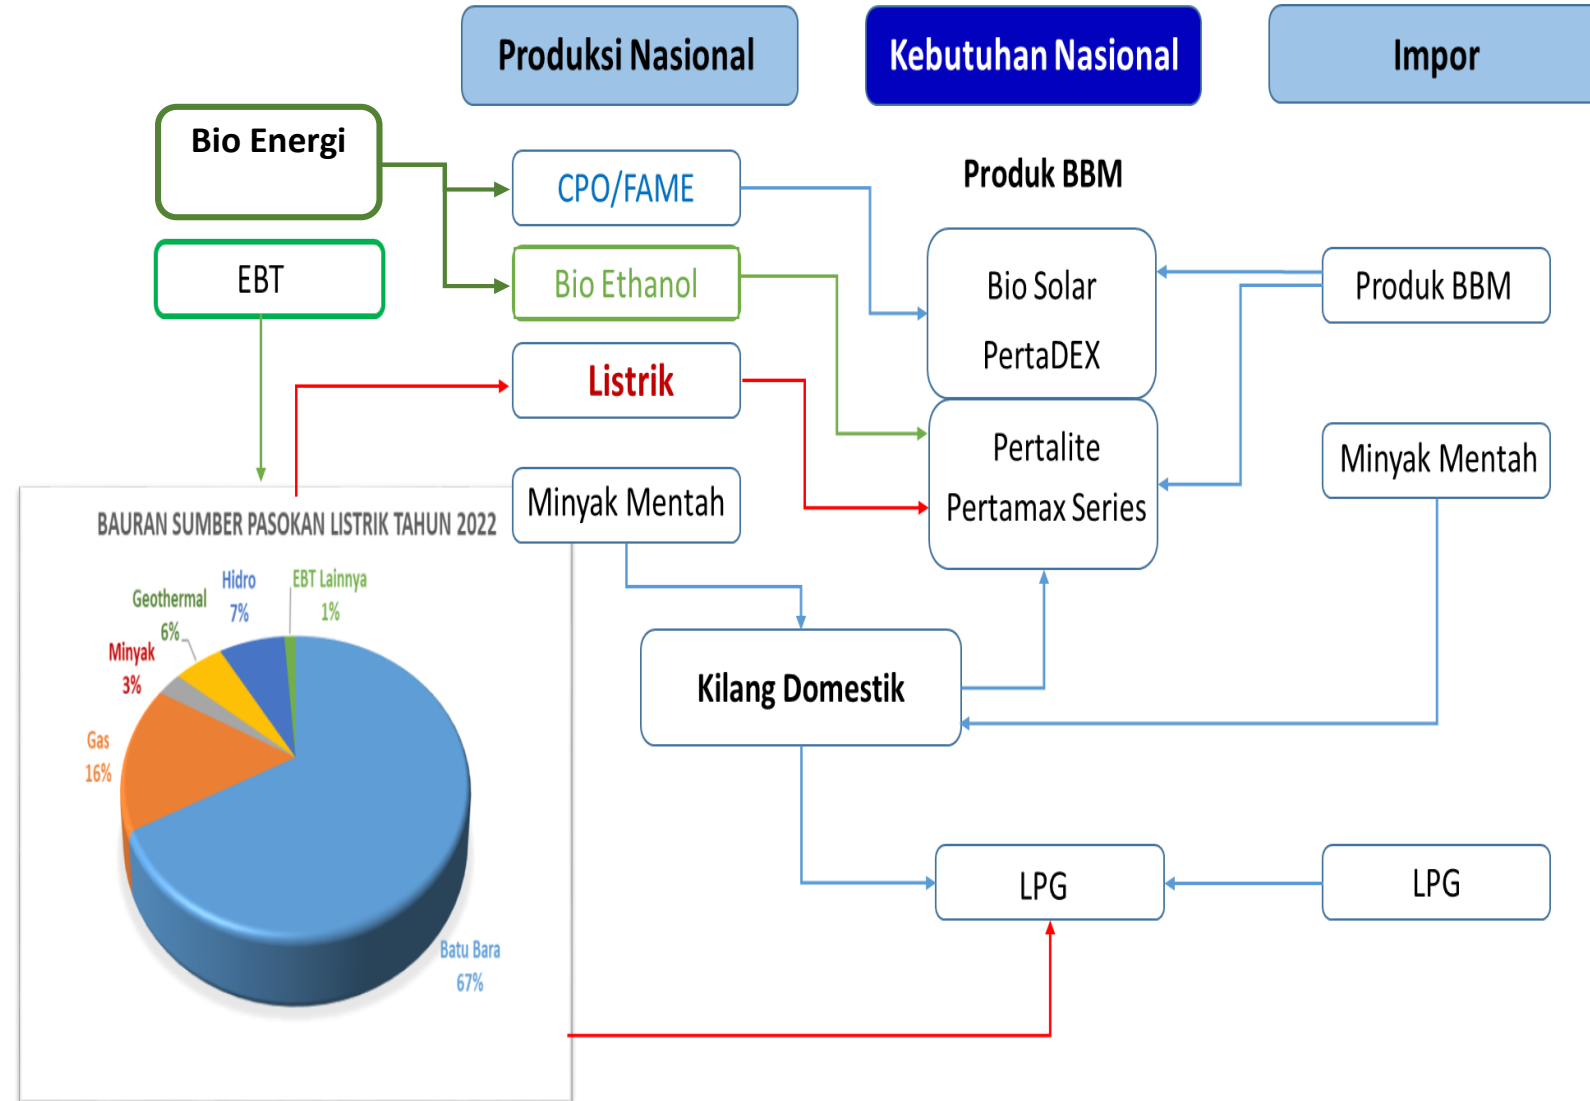 Produksi Nasional
Kebutuhan Nasional
Impor
Bio Energi
EBT
CPO/FAME
Bio Ethanol
Listrik
Minyak Mentah
Produk BBM
Bio Solar
PertaDEX
Pertalite
Pertamax Series
Produk BBM
Minyak Mentah
BAURAN SUMBER PASOKAN LISTRIK TAHUN 2022
Hidro
7%
EBT Lainnya
1%
Geothermal
6%
Minyak
3%
Gas
16%
Batu Bara
67%
Kilang Domestik
LPG
LPG